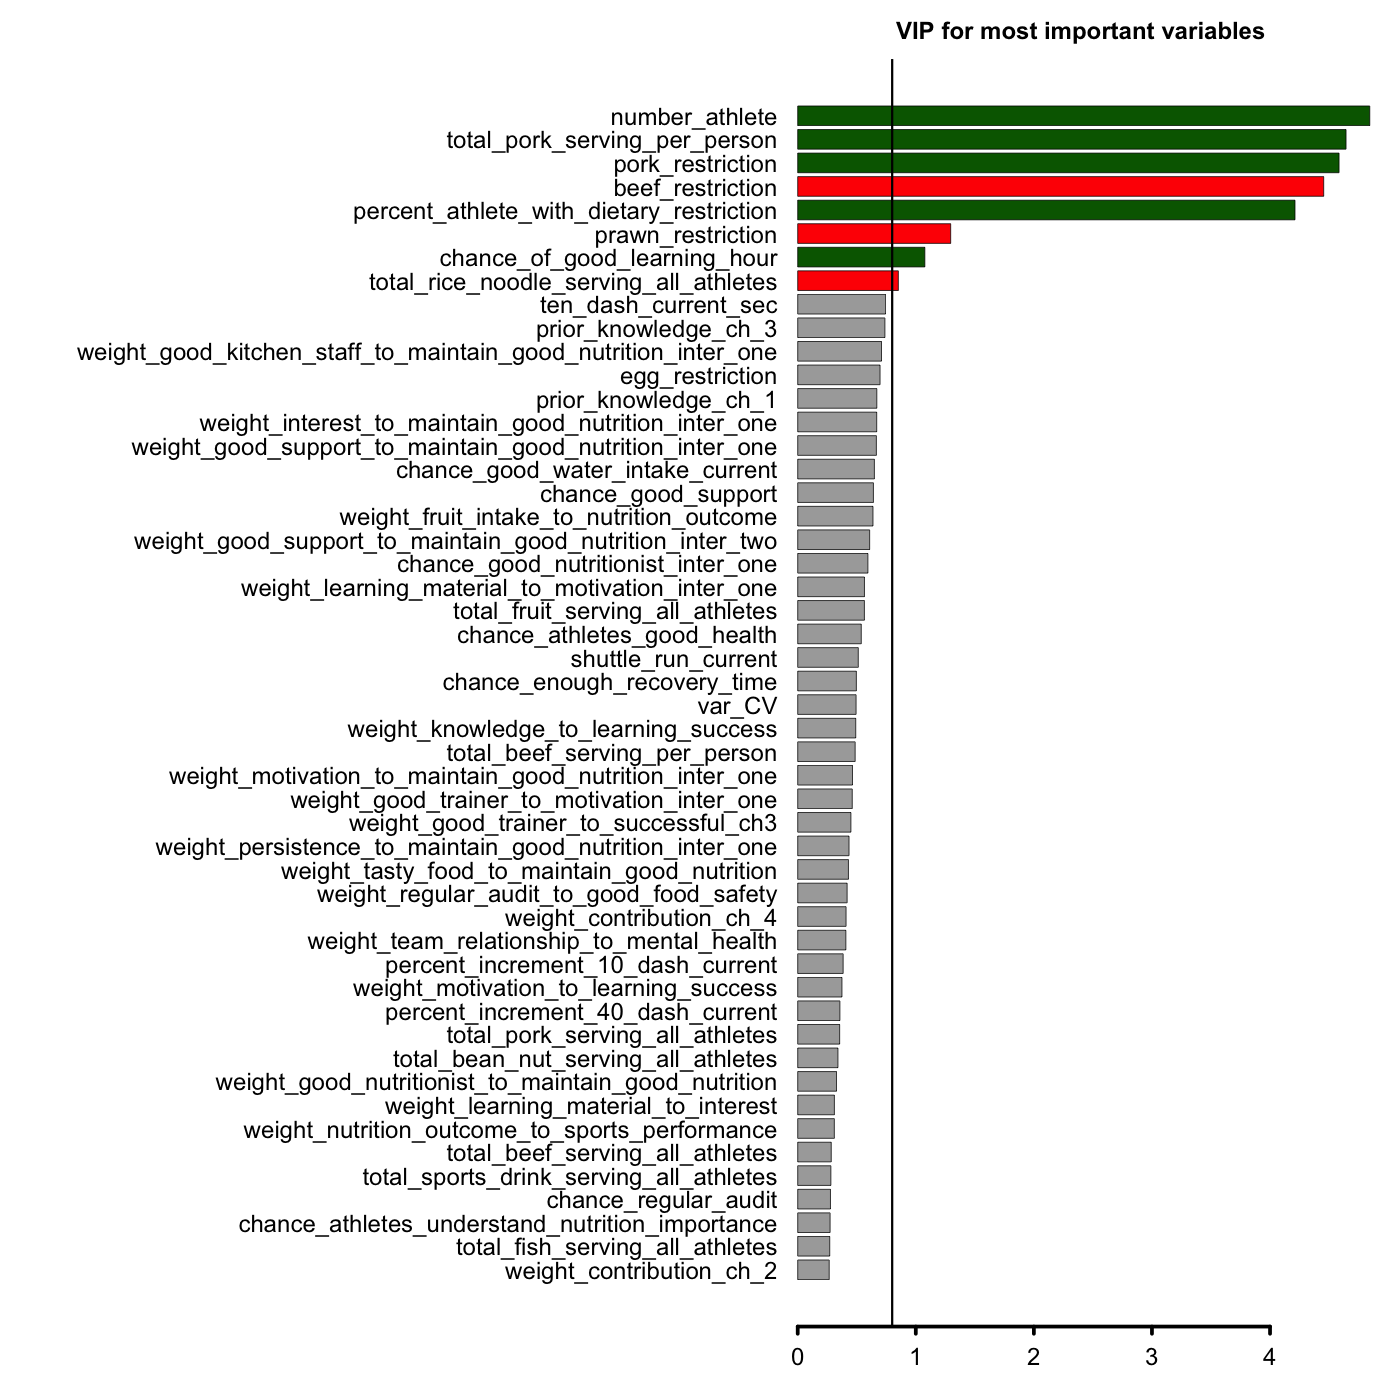 VIP for most important variables
number_athlete
total_pork_serving_per_person
pork_restriction
beef_restriction
percent_athlete_with_dietary_restriction
prawn_restriction
chance_of_good_learning_hour
total_rice_noodle_serving_all_athletes
ten_dash_current_sec
prior_knowledge_ch_3
weight_good_kitchen_staff_to_maintain_good_nutrition_inter_one
egg_restriction
prior_knowledge_ch_1
weight_interest_to_maintain_good_nutrition_inter_one
weight_good_support_to_maintain_good_nutrition_inter_one
chance_good_water_intake_current
chance_good_support
weight_fruit_intake_to_nutrition_outcome
weight_good_support_to_maintain_good_nutrition_inter_two
chance_good_nutritionist_inter_one
weight_learning_material_to_motivation_inter_one
total_fruit_serving_all_athletes
chance_athletes_good_health
shuttle_run_current
chance_enough_recovery_time
var_CV
weight_knowledge_to_learning_success
total_beef_serving_per_person
weight_motivation_to_maintain_good_nutrition_inter_one
weight_good_trainer_to_motivation_inter_one
weight_good_trainer_to_successful_ch3
weight_persistence_to_maintain_good_nutrition_inter_one
weight_tasty_food_to_maintain_good_nutrition
weight_regular_audit_to_good_food_safety
weight_contribution_ch_4
weight_team_relationship_to_mental_health
percent_increment_10_dash_current
weight_motivation_to_learning_success
percent_increment_40_dash_current
total_pork_serving_all_athletes
total_bean_nut_serving_all_athletes
weight_good_nutritionist_to_maintain_good_nutrition
weight_learning_material_to_interest
weight_nutrition_outcome_to_sports_performance
total_beef_serving_all_athletes
total_sports_drink_serving_all_athletes
chance_regular_audit
chance_athletes_understand_nutrition_importance
total_fish_serving_all_athletes
weight_contribution_ch_2
0 1 2 3 4